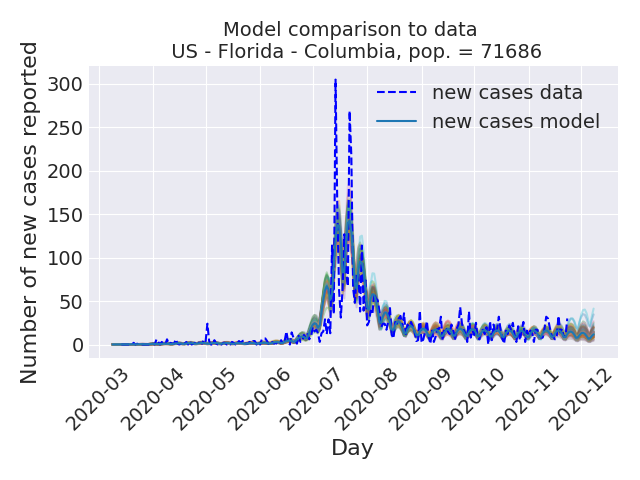 Model comparison to data
US - Florida - Columbia, pop. = 71686
Number of new cases reported
300
250
200
150
100
50
0
new cases data
new cases model
2020-03
2020-04
2020-05
2020-06
2020-07
2020-08
2020-09
2020-10
2020-11
2020-12
Day